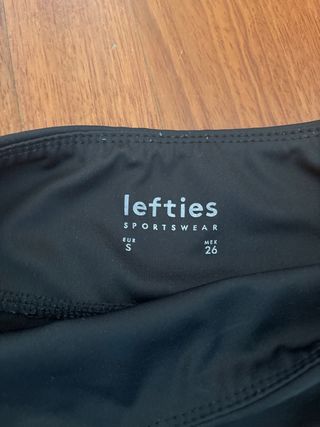 lefties
SPORTSWEAR
EUR MEX
S 26